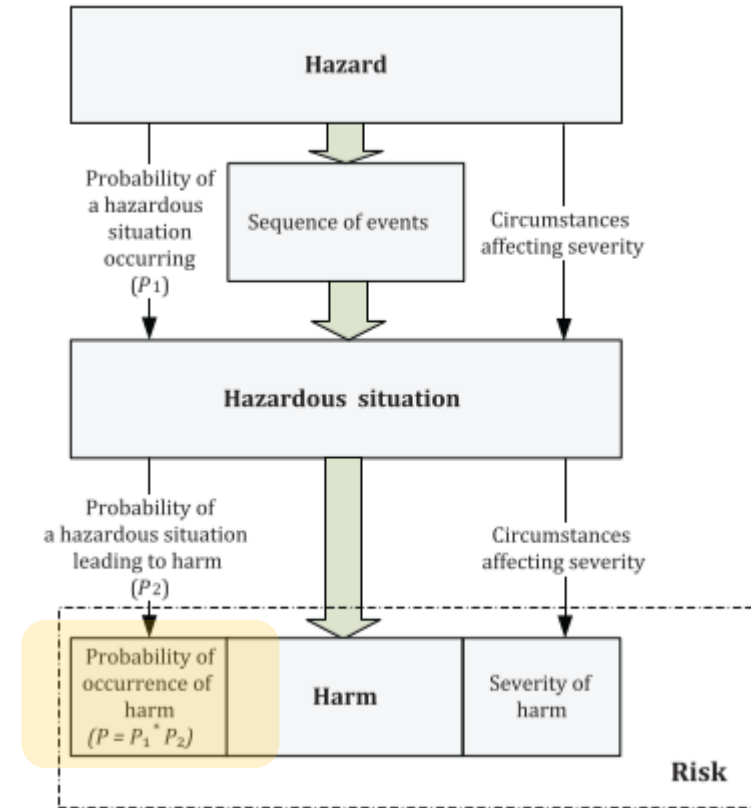 Hazard
Probability of
a hazardous
situation
occurring
(P1)
Sequence of events
Circumstances
affecting severity
Hazardous situation
Probability of
a hazardous situation
leading to harm
(P2)
Circumstances
affecting severity
Probability of
occurrence of
harm
(P = P1 * P2)
Harm
Severity of
harm
Risk